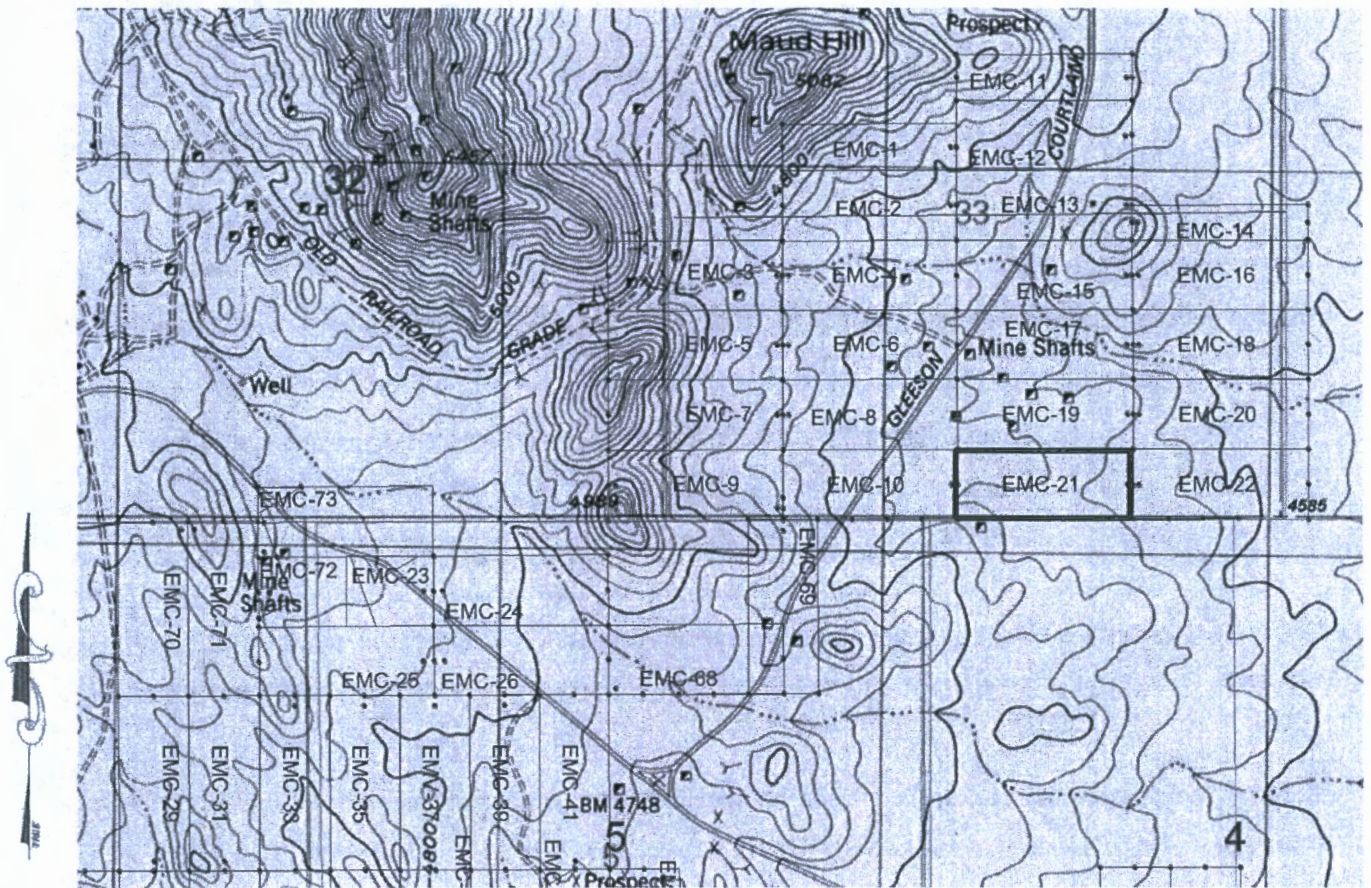 Prospect
Maud Hill
5082
EMC-11
COURTLAND
EMC-1
EMC-12
4800
32
6467
Mine
Shafts
EMC-2
33
EMC-13
EMC-14
OLD
RAILROAD
GRADE
5000
EMC-3
EMC-4
EMC-15
EMC-16
EMC-5
EMC-6
EMC-17
Mine Shafts
EMC-18
GLEESON
Well
EMC-7
EMC-8
EMC-19
EMC-20
EMC-9
EMC-10
EMC-21
EMC-22
EMC-73
4989
4585
EMC-69
EMC-72
Mine
Shafts
EMC-23
EMC-24
EMC-70
EMC-71
EMC-25
EMC-26
EMC-68
EMC-29
EMC-31
EMC-33
EMC-35
EMC-39
EMC-41
BM 4748
5
4
EMC-
EMC-
Prospect